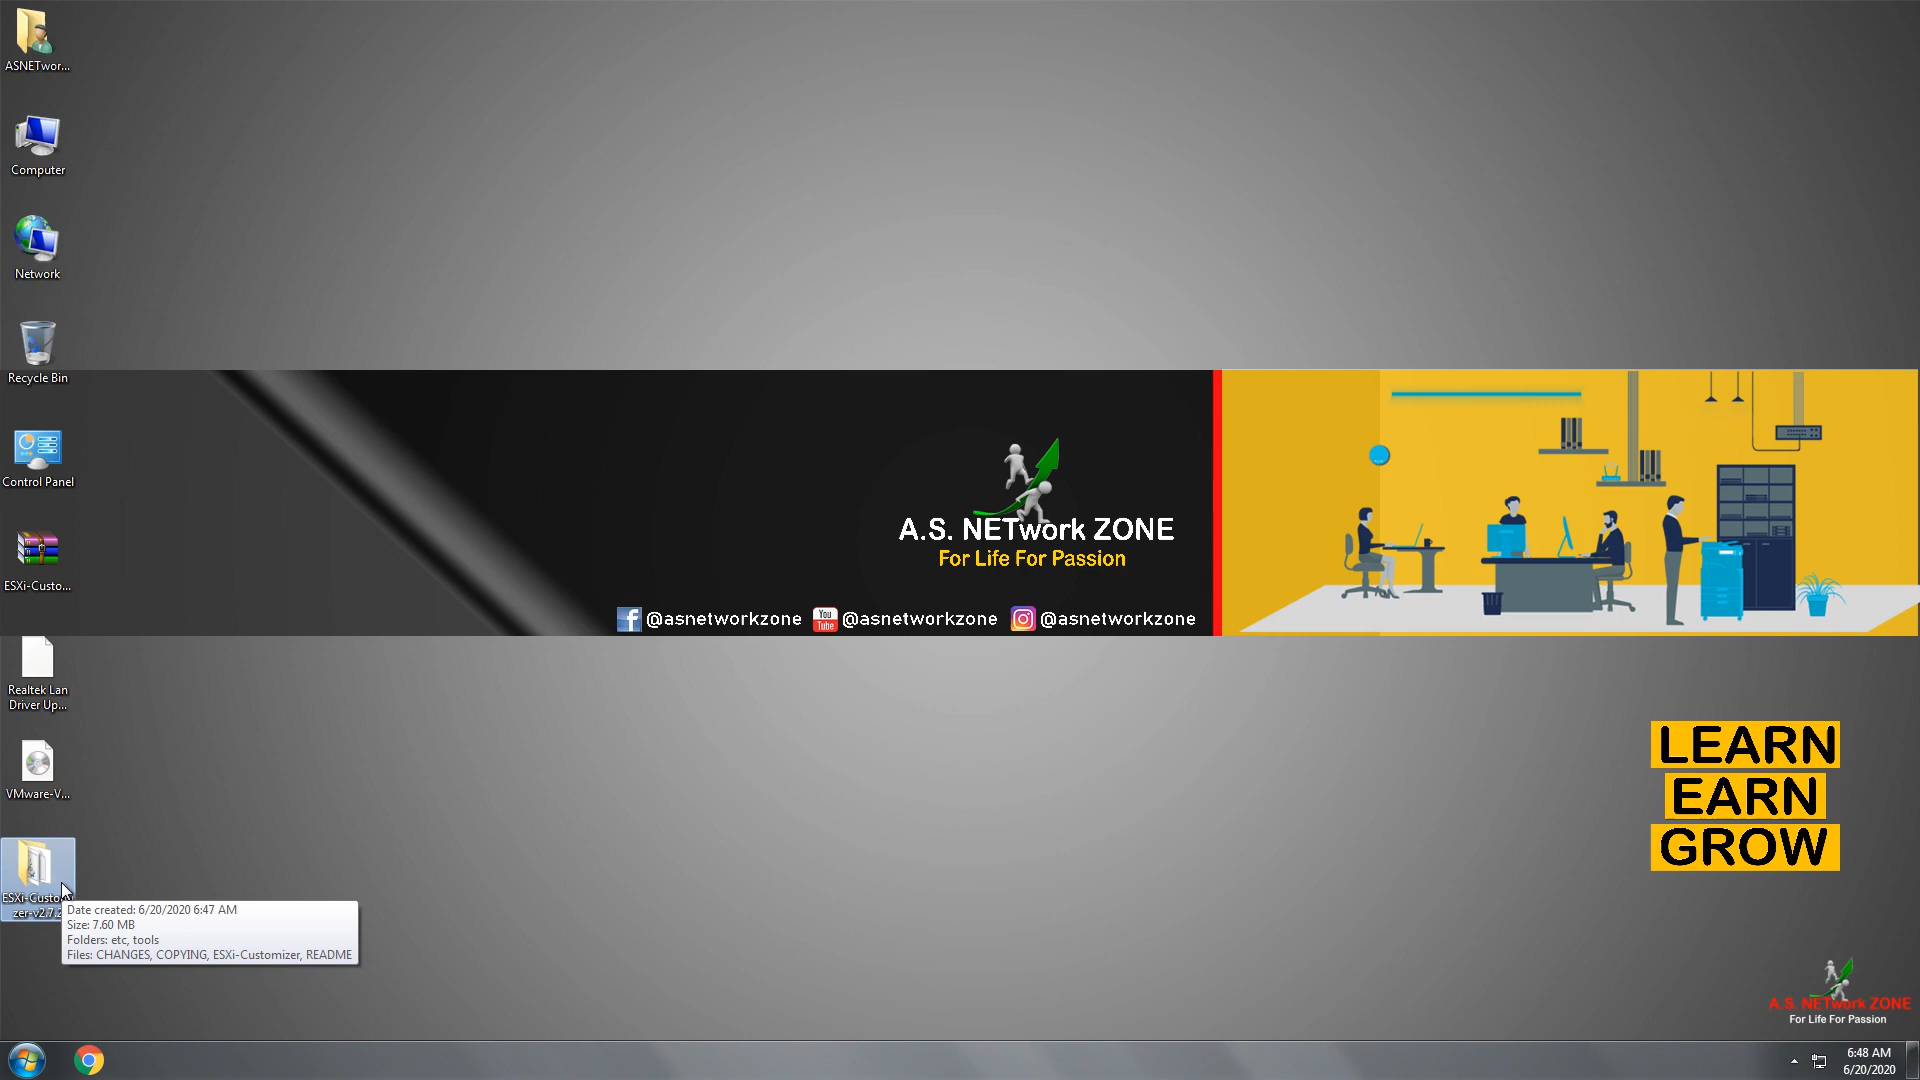 ASNETwor...
Computer
Network
Recycle Bin
Control Panel
ESXi-Custo...
Realtek Lan
Driver Up...
VMware-V...
ESXi-Custo
zer-v2.7.2
Date created: 6/20/2020 6:47 AM
Size: 7.60 MB
Folders: etc, tools
Files: CHANGES, COPYING, ESXi-Customizer, README
A.S. NETwork ZONE
For Life For Passion
f @asnetworkzone You Tube @asnetworkzone @asnetworkzone
LEARN
EARN
GROW
A.S. NETwork ZONE
For Life For Passion
6:48 AM
6/20/2020